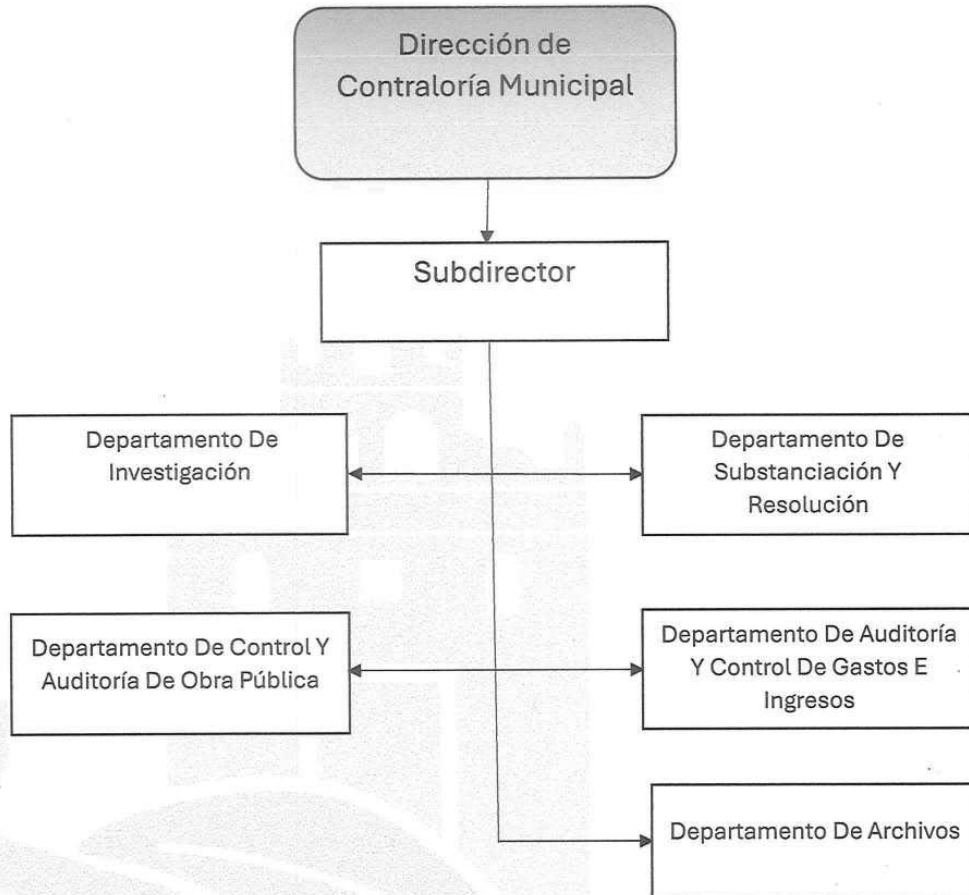 Dirección de
Contraloría Municipal
Subdirector
Departamento De
Investigación
Departamento De
Substanciación Y
Resolución
Departamento De Control Y
Auditoría De Obra Pública
Departamento De Auditoría
Y Control De Gastos E
Ingresos
Departamento De Archivos